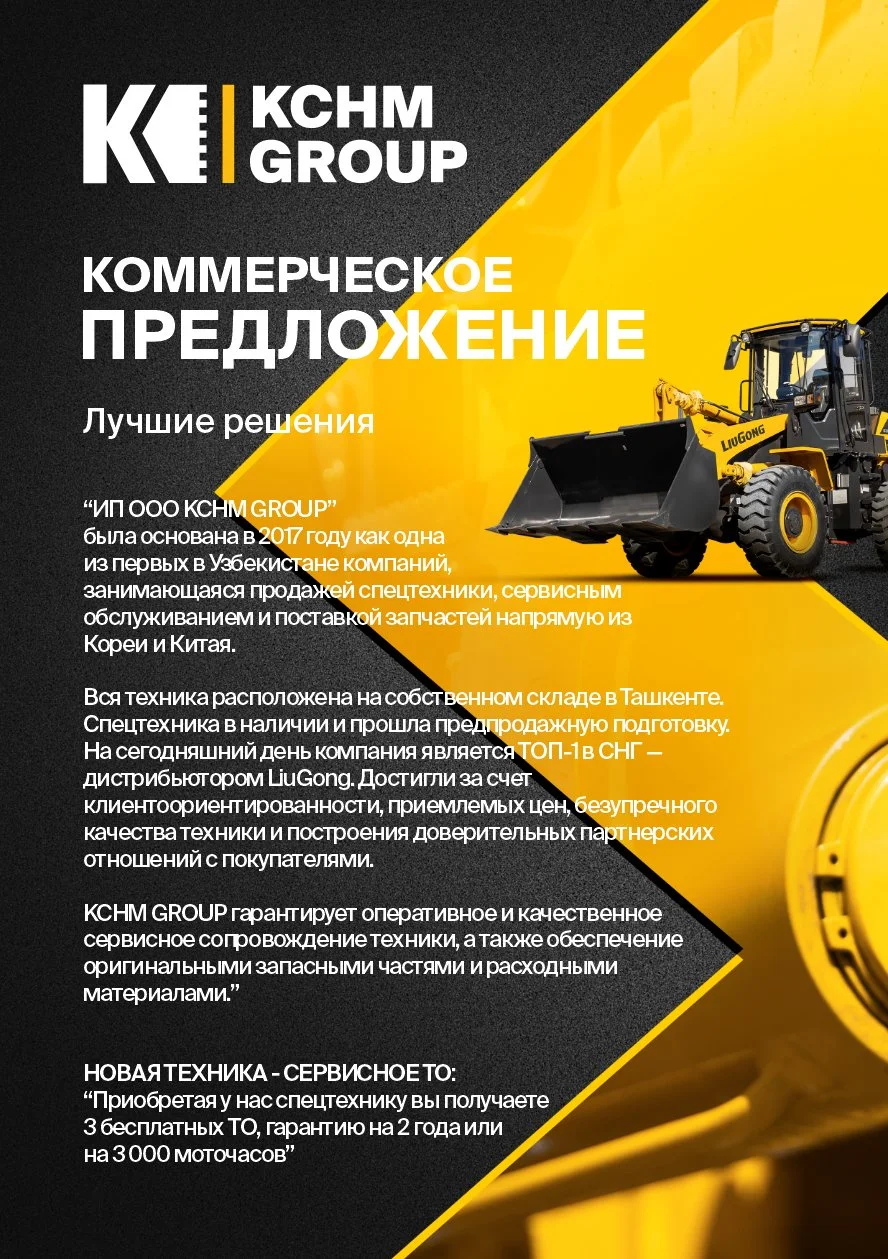 KCHM
GROUP
КОММЕРЧЕСКОЕ
ПРЕДЛОЖЕНИЕ
Лучшие решения
LIUGONG
“ИП ООО KCHM GROUP”
была основана в 2017 году как одна
из первых в Узбекистане компаний,
занимающаяся продажей спецтехники, сервисным
обслуживанием и поставкой запчастей напрямую из
Кореи и Китая.
Вся техника расположена на собственном складе в Ташкенте.
Спецтехника в наличии и прошла предпродажную подготовку.
На сегодняшний день компания является ТОП-1 в СНГ —
дистрибьютором LiuGong. Достигли за счет
клиентоориентированности, приемлемых цен, безупречного
качества техники и построения доверительных партнерских
отношений с покупателями.
KCHM GROUP гарантирует оперативное и качественное
сервисное сопровождение техники, а также обеспечение
оригинальными запасными частями и расходными
материалами.”
НОВАЯ ТЕХНИКА - СЕРВИСНОЕ ТО:
“Приобретая у нас спецтехнику вы получаете
3 бесплатных ТО, гарантию на 2 года или
на 3 000 моточасов”